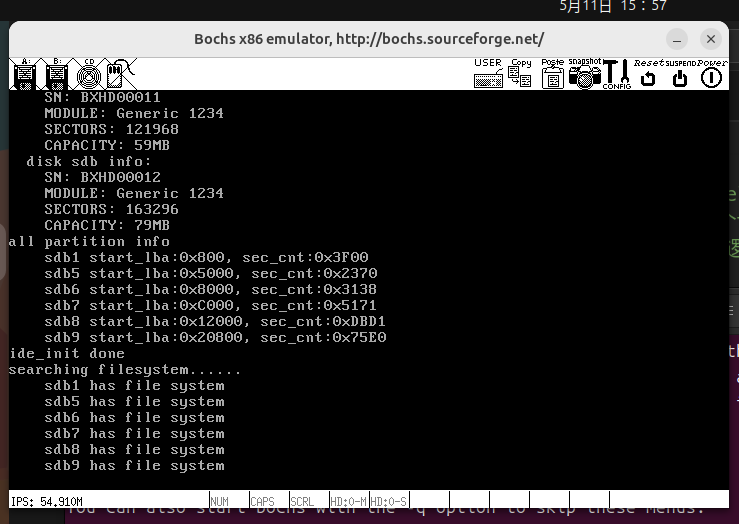 5月11日 15：57
Bochs x86 emulator, http://bochs.sourceforge.net/
A: B: CD USER Copy Paste snapshot CONFIG Reset SUSPEND Power
SN: BXHD00011
MODULE: Generic 1234
SECTORS: 121968
CAPACITY: 59MB
disk sdb info:
SN: BXHD00012
MODULE: Generic 1234
SECTORS: 163296
CAPACITY: 79MB
all partition info
sdb1 start_lba:0x800, sec_cnt:0x3F00
sdb5 start_lba:0x5000, sec_cnt:0x2370
sdb6 start_lba:0x8000, sec_cnt:0x3138
sdb7 start_lba:0xC000, sec_cnt:0x5171
sdb8 start_lba:0x12000, sec_cnt:0xDBD1
sdb9 start_lba:0x20800, sec_cnt:0x75E0
ide_init done
searching filesystem......
sdb1 has file system
sdb5 has file system
sdb6 has file system
sdb7 has file system
sdb8 has file system
sdb9 has file system
IPS: 54.910M NUM CAPS SCRL HD:0-M HD:0-S
You can also start Bochs with the -q option to skip these menus.